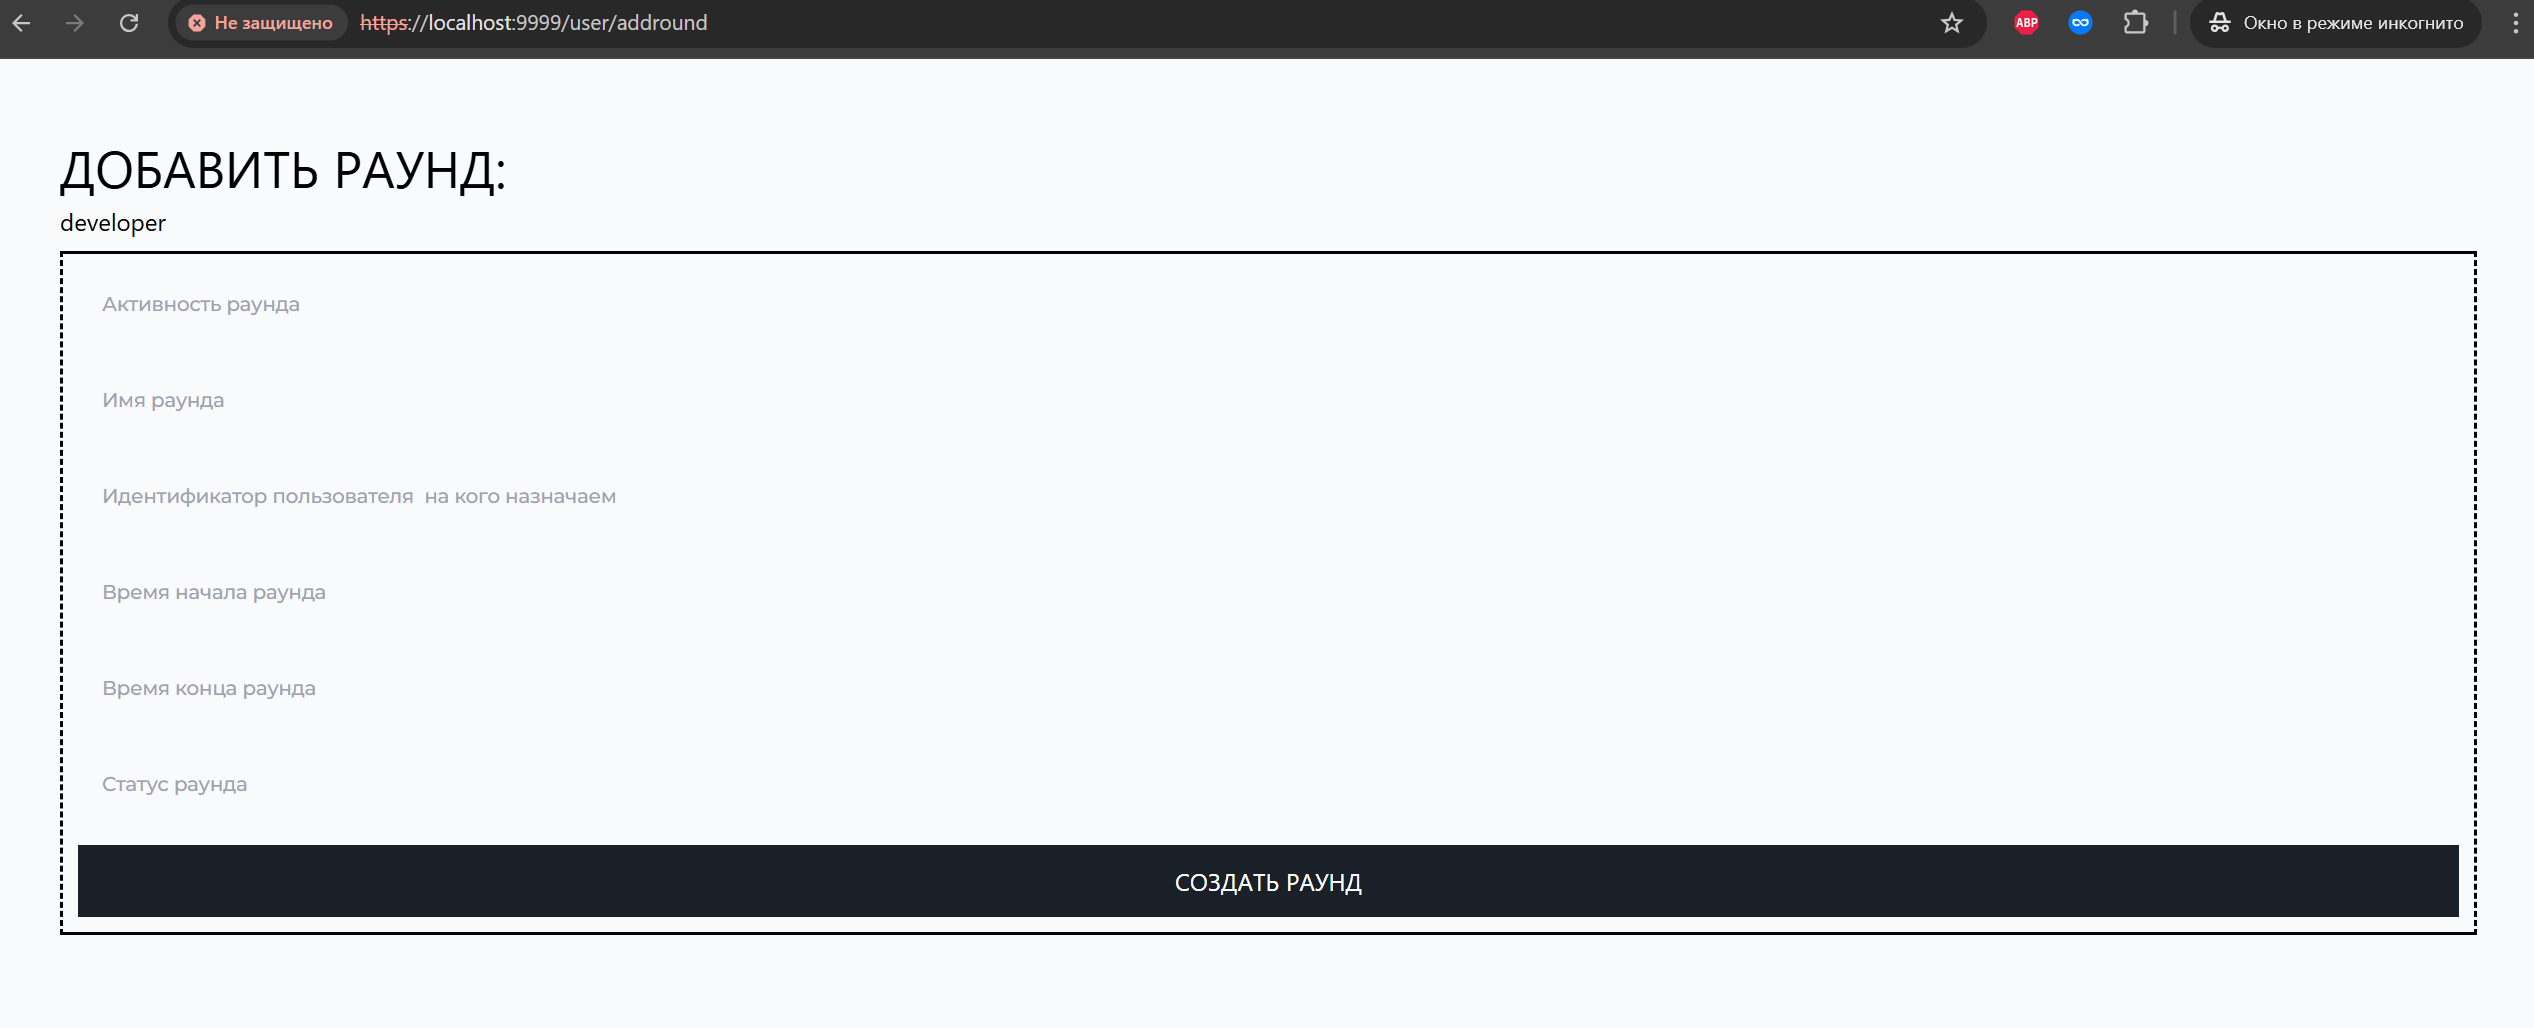 Не защищено https://localhost:9999/user/addround ABP Окно в режиме инкогнито
ДОБАВИТЬ РАУНД:
developer
Активность раунда
Имя раунда
Идентификатор пользователя  на кого назначаем
Время начала раунда
Время конца раунда
Статус раунда
СОЗДАТЬ РАУНД